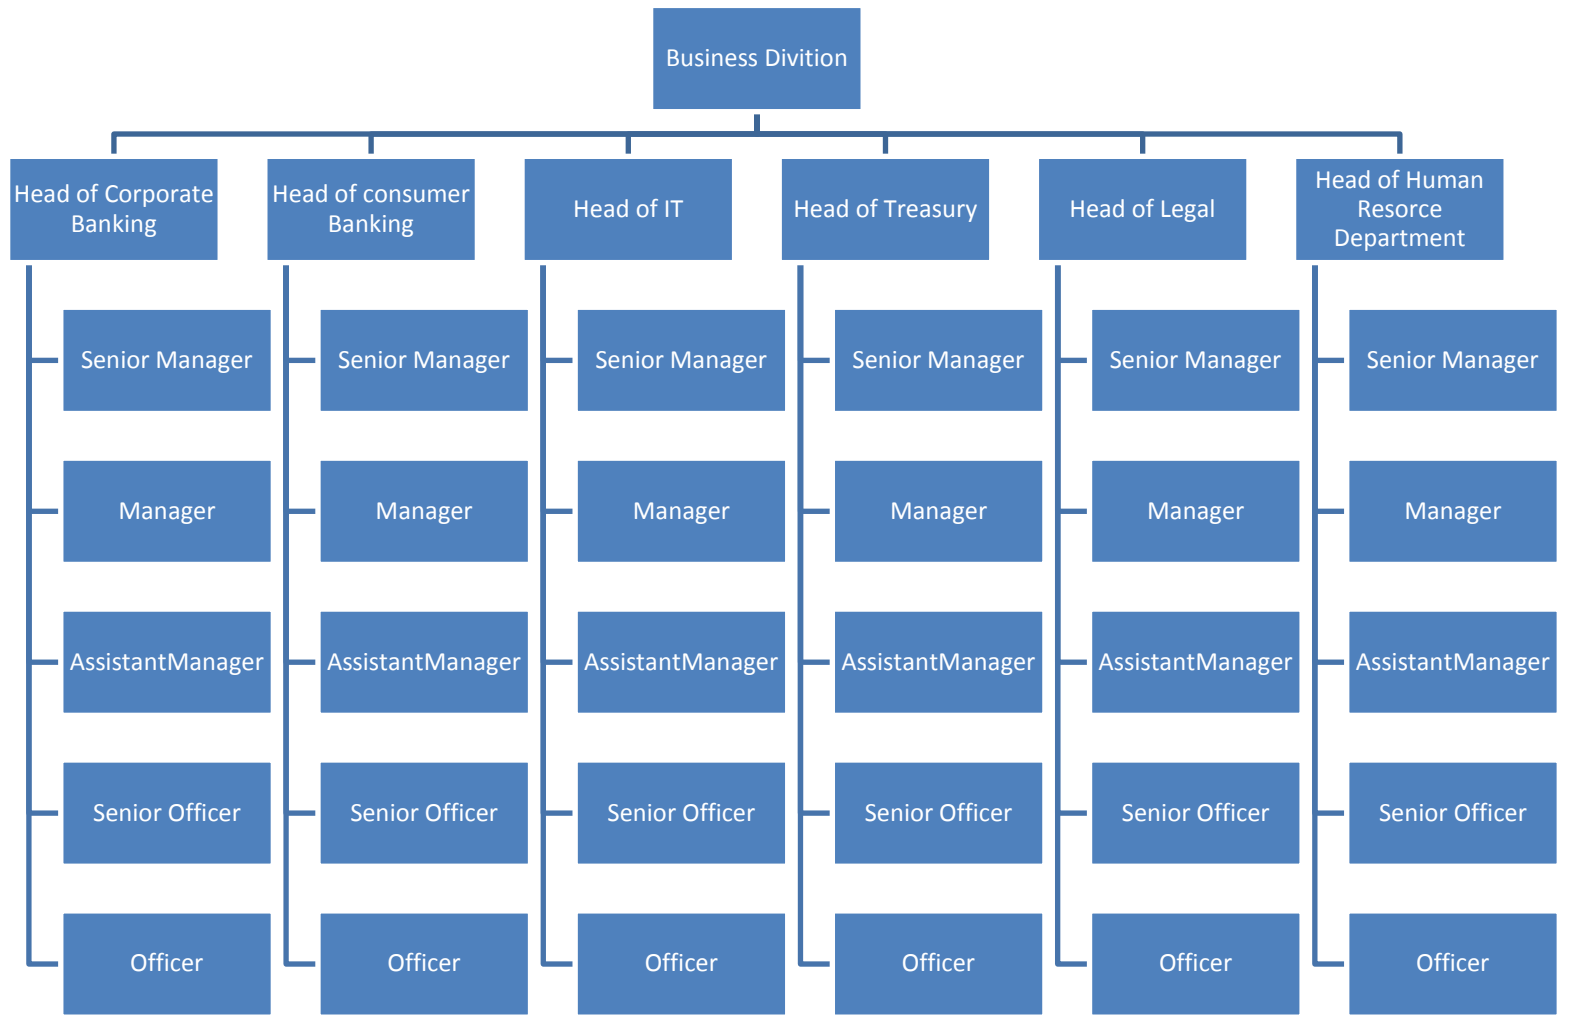 Business Divition
Head of Corporate
Banking
Head of consumer
Banking
Head of IT
Head of Treasury
Head of Legal
Head of Human
Resorce
Department
Senior Manager
Senior Manager
Senior Manager
Senior Manager
Senior Manager
Senior Manager
Manager
Manager
Manager
Manager
Manager
Manager
AssistantManager
AssistantManager
AssistantManager
AssistantManager
AssistantManager
AssistantManager
Senior Officer
Senior Officer
Senior Officer
Senior Officer
Senior Officer
Senior Officer
Officer
Officer
Officer
Officer
Officer
Officer